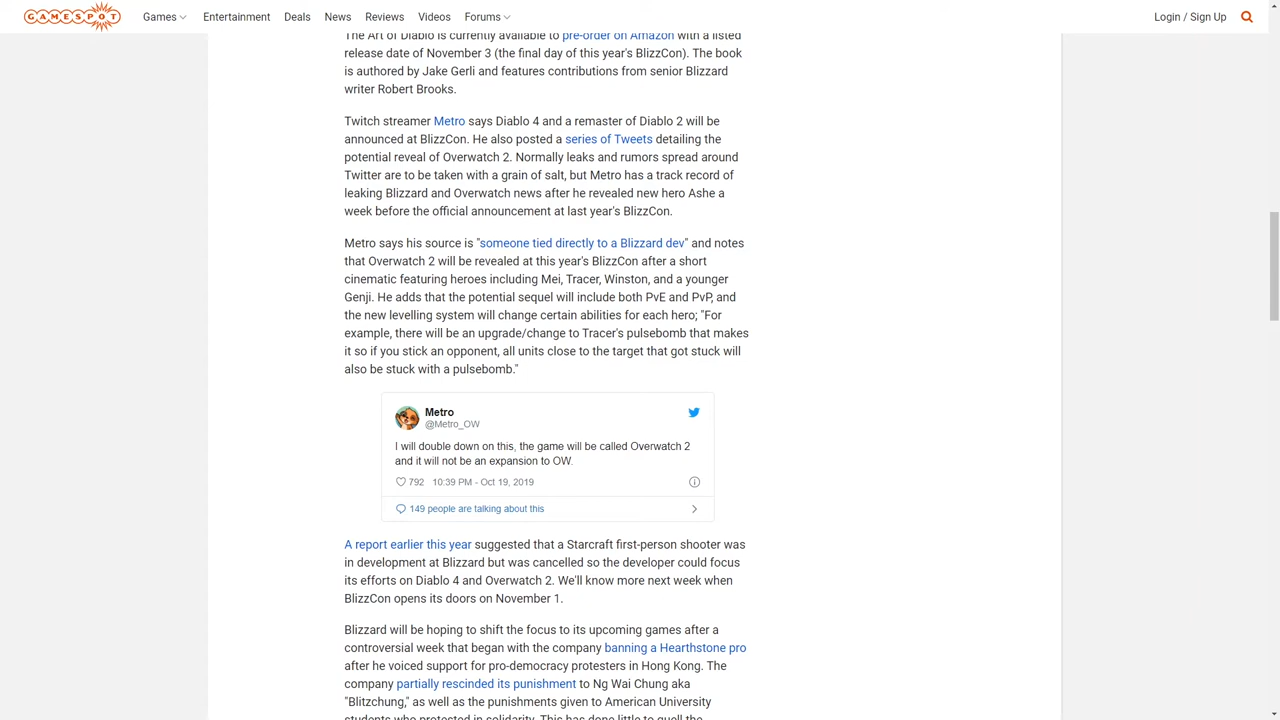 GAMESPOT
Games Entertainment Deals News Reviews Videos Forums Login / Sign Up
The Art of Diablo is currently available to pre-order on Amazon with a listed
release date of November 3 (the final day of this year's BlizzCon). The book
is authored by Jake Gerli and features contributions from senior Blizzard
writer Robert Brooks.
Twitch streamer Metro says Diablo 4 and a remaster of Diablo 2 will be
announced at BlizzCon. He also posted a series of Tweets detailing the
potential reveal of Overwatch 2. Normally leaks and rumors spread around
Twitter are to be taken with a grain of salt, but Metro has a track record of
leaking Blizzard and Overwatch news after he revealed new hero Ashe a
week before the official announcement at last year's BlizzCon.
Metro says his source is "someone tied directly to a Blizzard dev" and notes
that Overwatch 2 will be revealed at this year's BlizzCon after a short
cinematic featuring heroes including Mei, Tracer, Winston, and a younger
Genji. He adds that the potential sequel will include both PvE and PvP, and
the new levelling system will change certain abilities for each hero; "For
example, there will be an upgrade/change to Tracer's pulsebomb that makes
it so if you stick an opponent, all units close to the target that got stuck will
also be stuck with a pulsebomb."
Metro
@Metro_OW
I will double down on this, the game will be called Overwatch 2
and it will not be an expansion to OW.
792 10:39 PM - Oct 19, 2019
149 people are talking about this
A report earlier this year suggested that a Starcraft first-person shooter was
in development at Blizzard but was cancelled so the developer could focus
its efforts on Diablo 4 and Overwatch 2. We'll know more next week when
BlizzCon opens its doors on November 1.
Blizzard will be hoping to shift the focus to its upcoming games after a
controversial week that began with the company banning a Hearthstone pro
after he voiced support for pro-democracy protesters in Hong Kong. The
company partially rescinded its punishment to Ng Wai Chung aka
"Blitzchung," as well as the punishments given to American University
students who protested in solidarity. This has done little to quell the